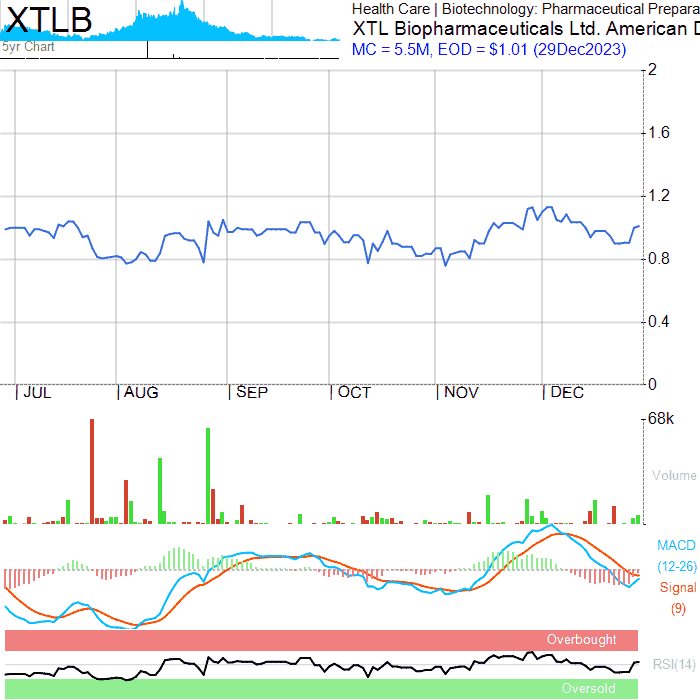 XTLB
5yr Chart
Health Care | Biotechnology: Pharmaceutical Prepara
XTL Biopharmaceuticals Ltd. American D
MC = 5.5M, EOD = $1.01 (29Dec2023)
2
1.6
1.2
0.8
0.4
0
JUL AUG SEP OCT NOV DEC
68k
Volume
MACD
(12-26)
Signal
(9)
Overbought
RSI(14)
Oversold